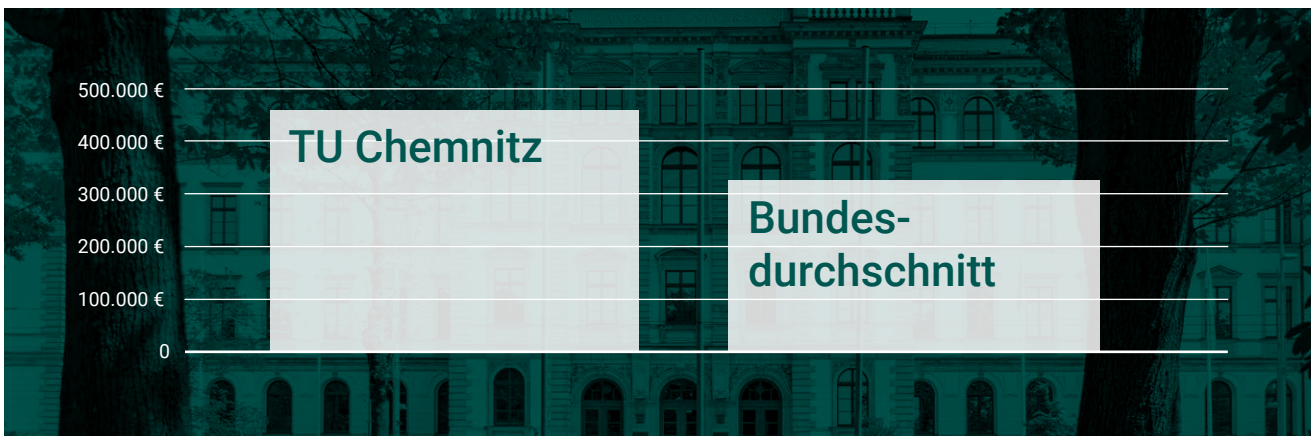 500.000 €
400.000 €
300.000 €
200.000 €
100.000 €
0
TU Chemnitz
Bundes-
durchschnitt